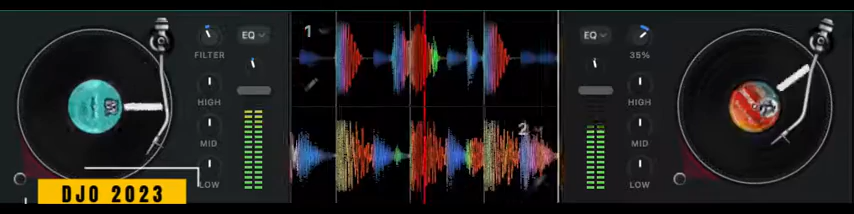 1
FILTER
EQ
HIGH
MID
LOW
DJO 2023
2
EQ
35%
HIGH
MID
LOW